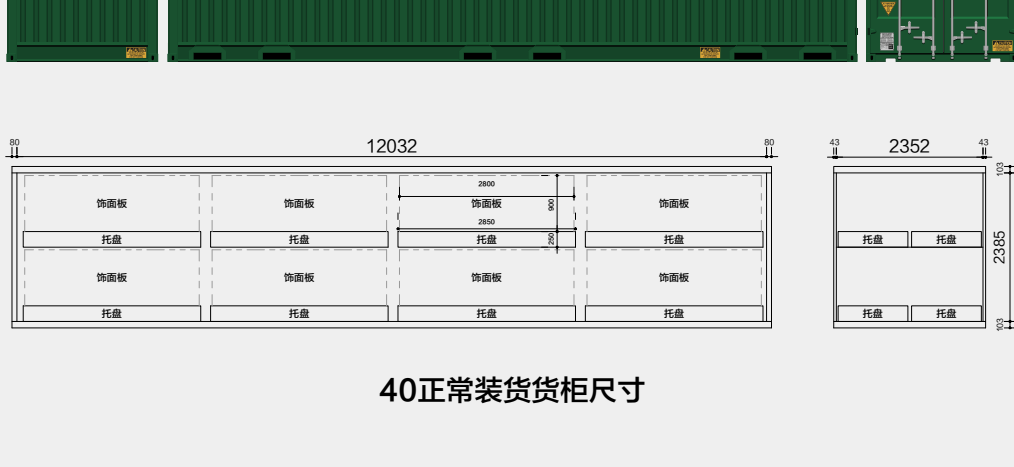 80 12032 80
43 2352 43
103
2800
饰面板 饰面板 饰面板 饰面板
900
2850
托盘 托盘 托盘 托盘
250
托盘 托盘
2385
饰面板 饰面板 饰面板 饰面板
托盘 托盘 托盘 托盘
托盘 托盘
103
40正常装货货柜尺寸